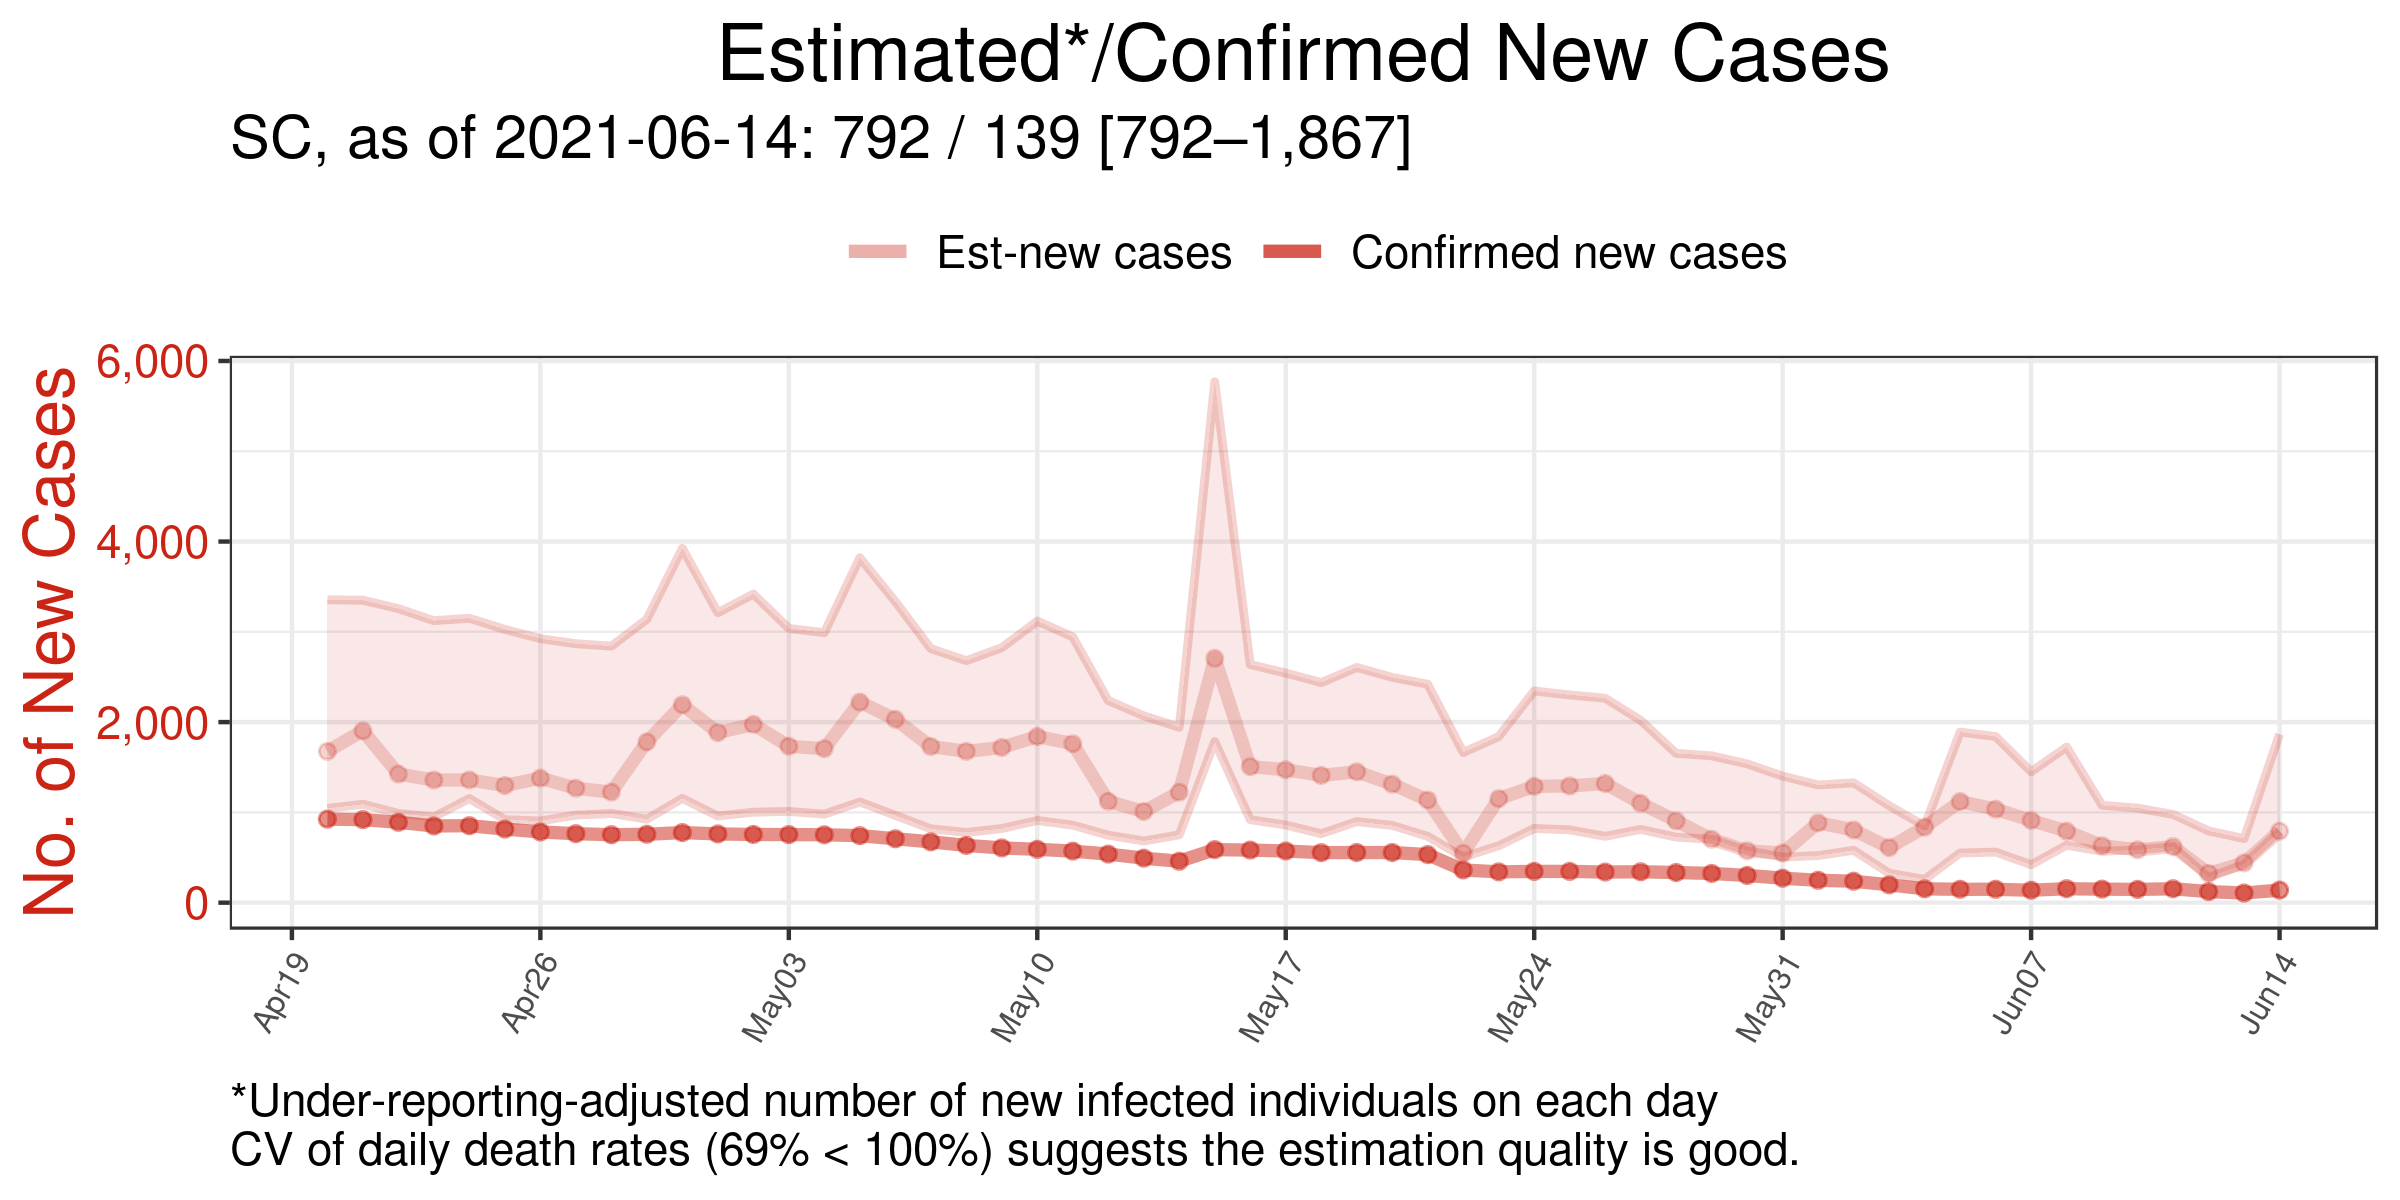 Estimated*/Confirmed New Cases
SC, as of 2021-06-14: 792 / 139 [792–1,867]
Est-new cases Confirmed new cases
No. of New Cases
6,000
4,000
2,000
0
Apr19 Apr26 May03 May10 May17 May24 May31 Jun07 Jun14
*Under-reporting-adjusted number of new infected individuals on each day
CV of daily death rates (69% < 100%) suggests the estimation quality is good.